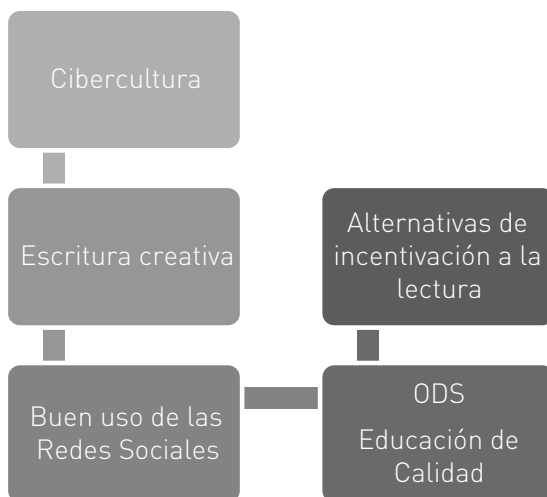 Cibercultura
Escritura creativa
Buen uso de las
Redes Sociales
ODS
Educación de
Calidad
Alternativas de
incentivación a la
lectura